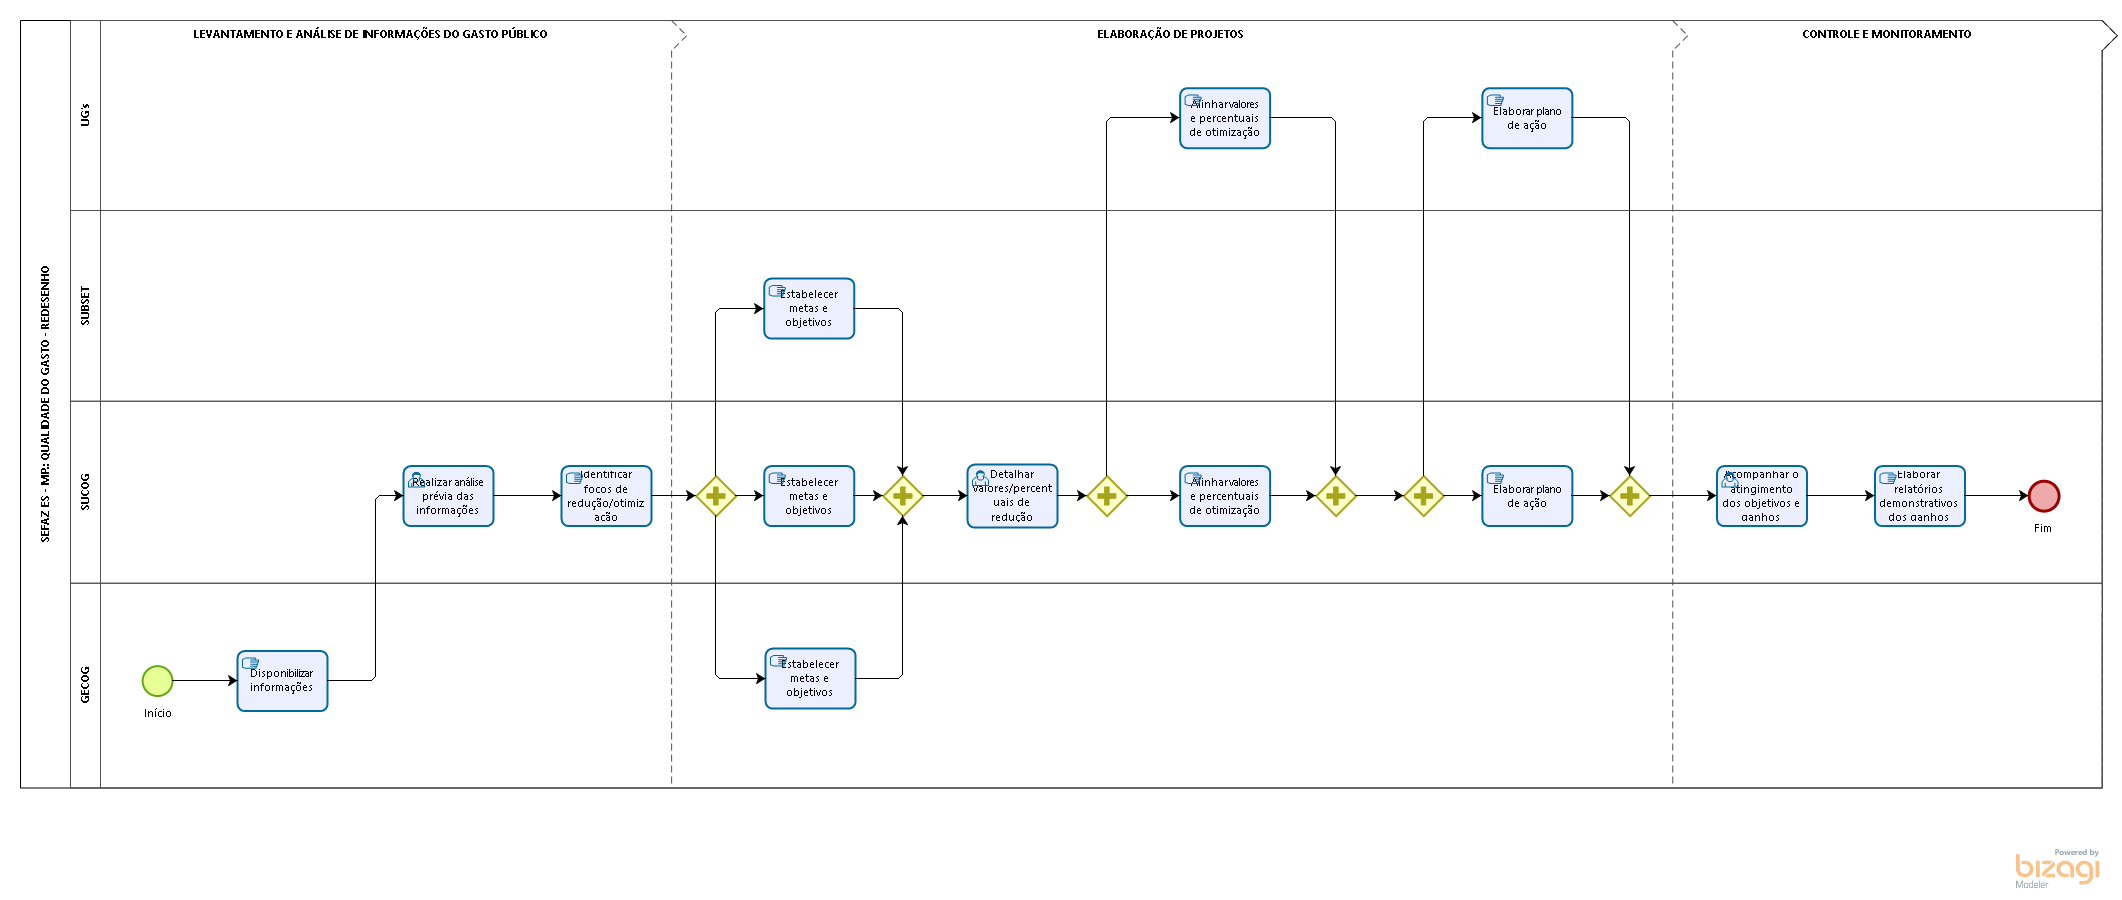 LEVANTAMENTO E ANÁLISE DE INFORMAÇÕES DO GASTO PÚBLICO
ELABORAÇÃO DE PROJETOS
CONTROLE E MONITORAMENTO
SEFAZ ES - MP.: QUALIDADE DO GASTO - REDESENHO
UG's
Alinhar valores
e percentuais
de otimização
Elaborar plano
de ação
SUBSET
Estabelecer
metas e
objetivos
SUCOG
Realizar análise
prévia das
informações
Identificar
focos de
redução/otimiz
ação
Estabelecer
metas e
objetivos
Detalhar
valores/percent
uais de
redução
Alinhar valores
e percentuais
de otimização
Elaborar plano
de ação
Acompanhar o
atingimento
dos objetivos e
ganhos
Elaborar
relatórios
demonstrativos
dos ganhos
Fim
GECOG
Início
Disponibilizar
informações
Estabelecer
metas e
objetivos
Powered by
bizagi
Modeler